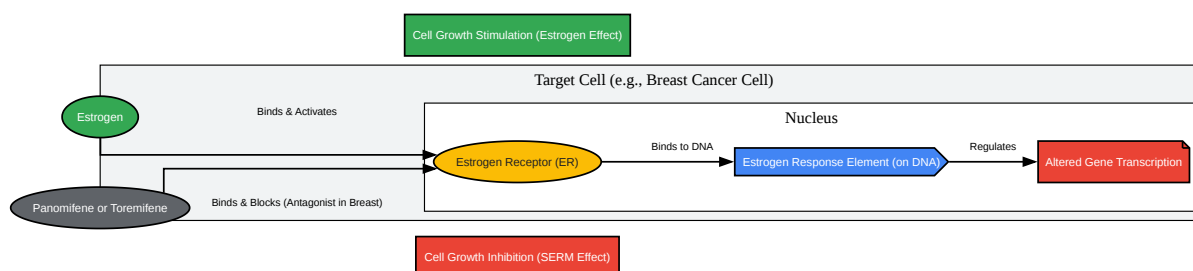 Cell Growth Stimulation (Estrogen Effect)
Target Cell (e.g., Breast Cancer Cell)
Estrogen
Binds & Activates
Nucleus
Estrogen Receptor (ER)
Binds to DNA
Estrogen Response Element (on DNA)
Regulates
Altered Gene Transcription
Panomifene or Toremifene
Binds & Blocks (Antagonist in Breast)
Cell Growth Inhibition (SERM Effect)